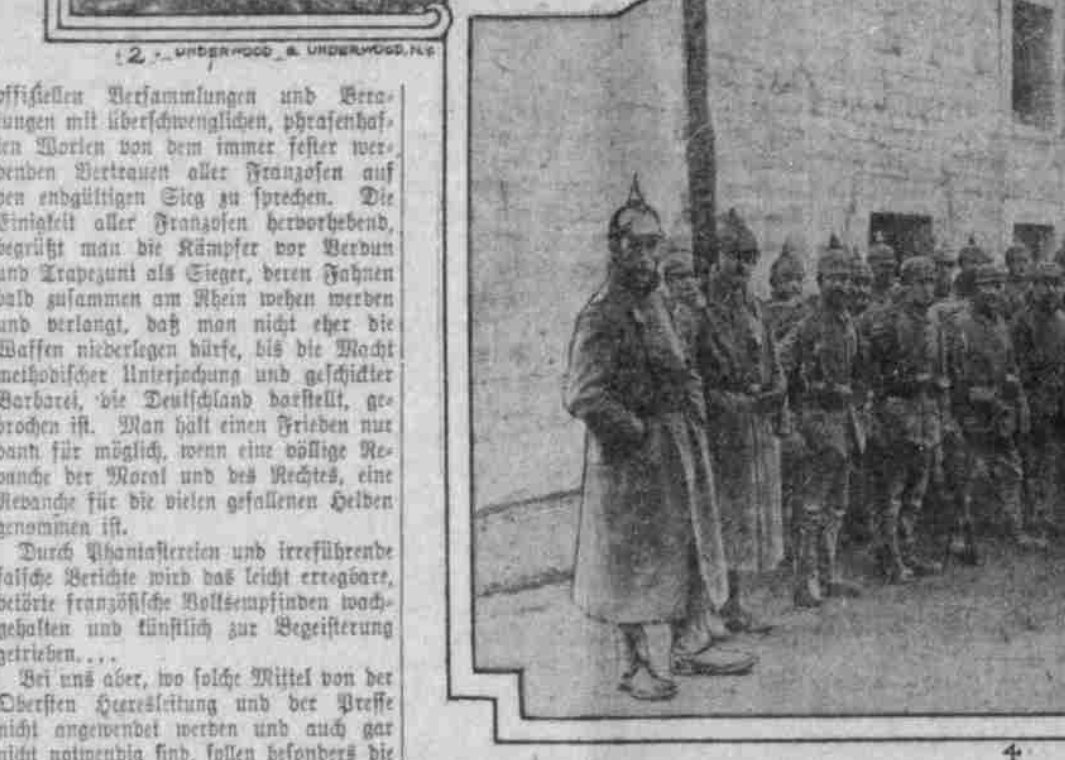 2 - UNDERWOOD & UNDERWOOD, N.Y.
offiziellen Versammlungen und Bera-
tungen mit überschwenglichen, phrasenhaf-
ten Worten von dem immer fester wer-
denden Vertrauen aller Franzosen auf
den endgültigen Sieg zu sprechen. Die
Einigkeit aller Franzosen hervorhebend,
begrüßt man die Kämpfer vor Verdun
und Trapezunt als Sieger, deren Fahnen
bald zusammen am Rhein wehen werden
und verlangt, daß man nicht eher die
Waffen niederlegen dürfe, bis die Macht
methodischer Unterjochung und geschickter
Barbarei, die Deutschland darstellt, ge-
brochen ist. Man hält einen Frieden nur
dann für möglich, wenn eine völlige Re-
vanche der Moral und des Rechtes, eine
Revanche für die vielen gefallenen Helden
genommen ist.
Durch Phantastereien und irreführende
falsche Berichte wird das leicht erregbare,
betörte französische Volksempfinden wach-
gehalten und künstlich zur Begeisterung
getrieben....
Bei uns aber, wo solche Mittel von der
Obersten Heeresleitung und der Presse
nicht angewendet werden und auch gar
nicht notwendig sind, sollen besonders die
4.